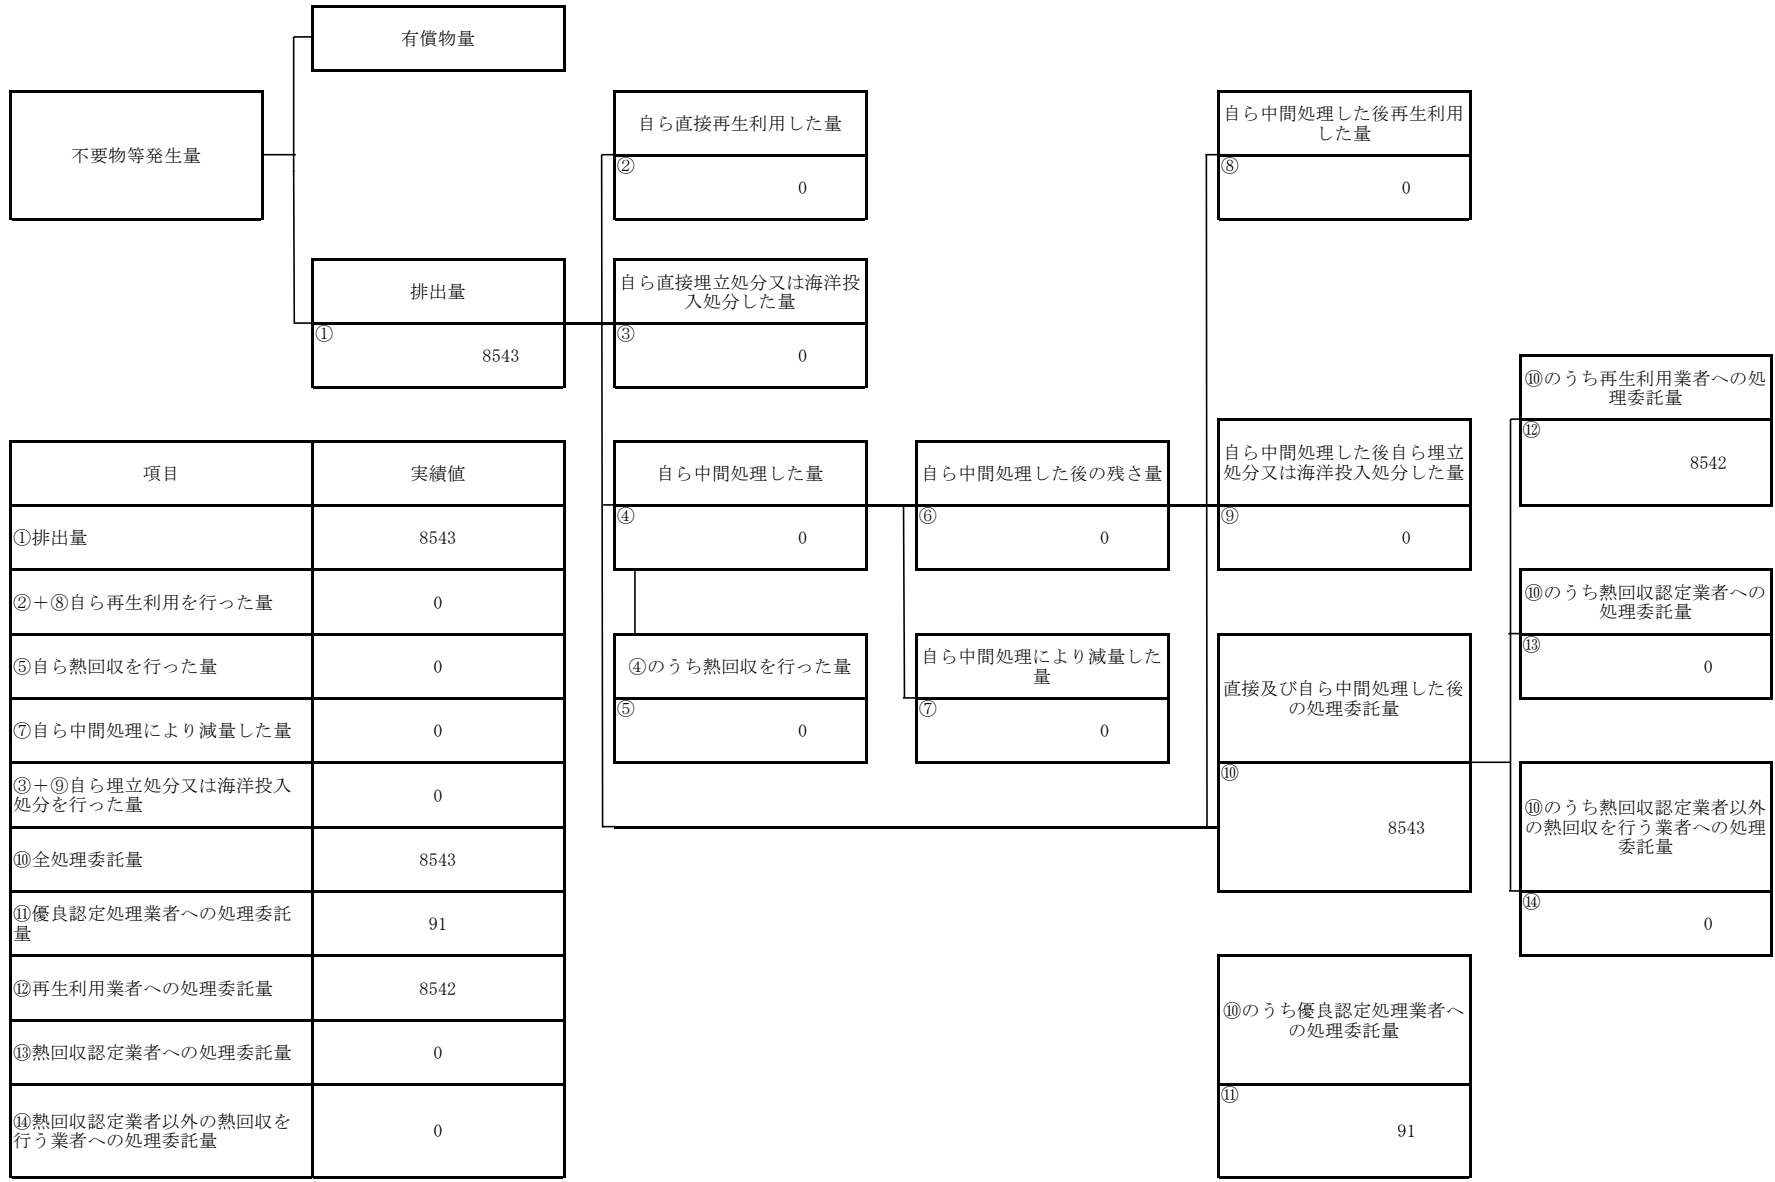 有償物量
不要物等発生量
自ら直接再生利用した量
②
0
自ら中間処理した後再生利用
した量
⑧
0
排出量
①
8543
自ら直接埋立処分又は海洋投
入処分した量
③
0
⑩のうち再生利用業者への処
理委託量
⑫
8542
自ら中間処理した量
④
0
自ら中間処理した後の残さ量
⑥
0
自ら中間処理した後自ら埋立
処分又は海洋投入処分した量
⑨
0
⑩のうち熱回収認定業者への
処理委託量
⑬
0
④のうち熱回収を行った量
⑤
0
自ら中間処理により減量した
量
⑦
0
直接及び自ら中間処理した後
の処理委託量
⑩
8543
⑩のうち熱回収認定業者以外
の熱回収を行う業者への処理
委託量
⑭
0
⑩のうち優良認定処理業者へ
の処理委託量
⑪
91
項目 実績値
①排出量 8543
②+⑧自ら再生利用を行った量 0
⑤自ら熱回収を行った量 0
⑦自ら中間処理により減量した量 0
③+⑨自ら埋立処分又は海洋投入
処分を行った量 0
⑩全処理委託量 8543
⑪優良認定処理業者への処理委託
量 91
⑫再生利用業者への処理委託量 8542
⑬熱回収認定業者への処理委託量 0
⑭熱回収認定業者以外の熱回収を
行う業者への処理委託量 0